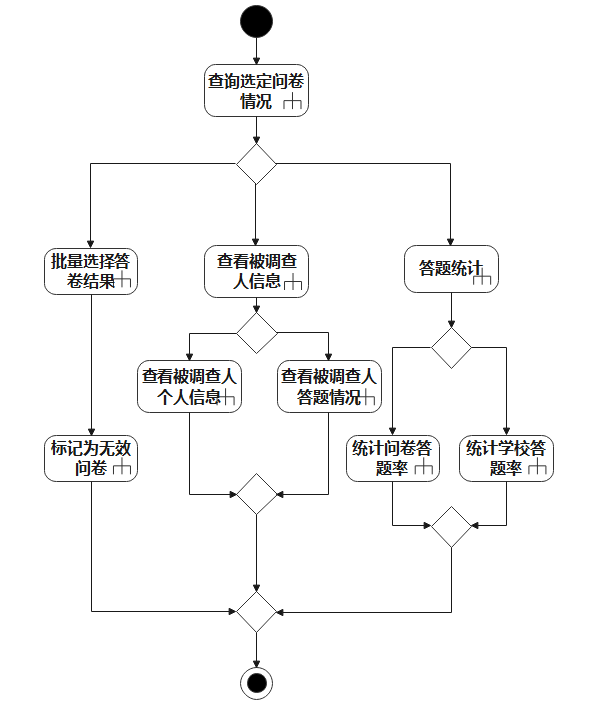 查询选定问卷
情况
批量选择答
卷结果
查看被调查
人信息
答题统计
查看被调查人
个人信息
查看被调查人
答题情况
标记为无效
问卷
统计问卷答
题率
统计学校答
题率